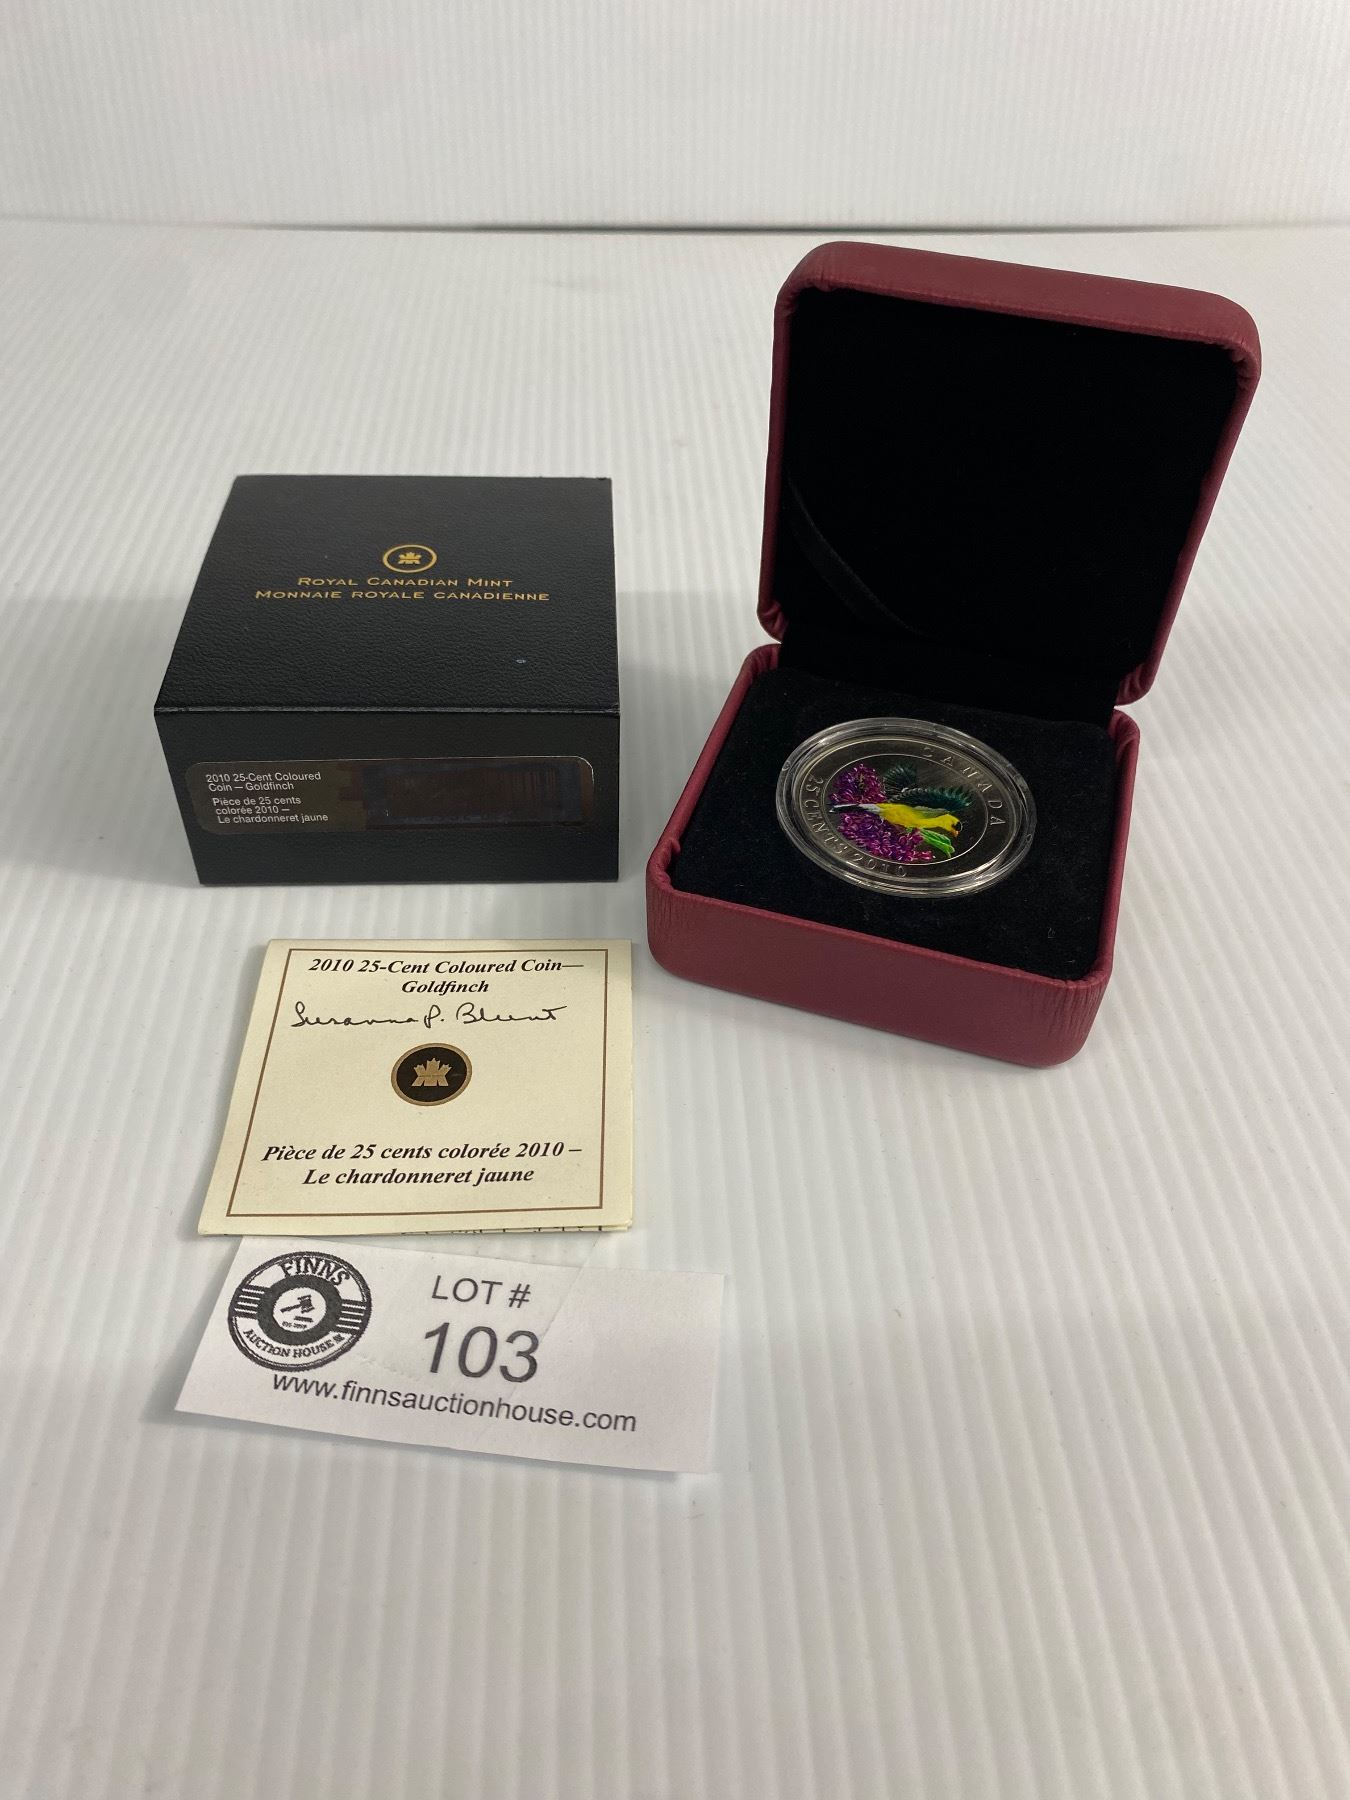 ROYAL CANADIAN MINT
MONNAIE ROYALE CANADIENNE
2010 25-Cent Coloured
Coin – Goldfinch
Pièce de 25 cents
colorée 2010 –
Le chardonneret jaune
CANADA
25 CENTS 2010
2010 25-Cent Coloured Coin—
Goldfinch
Susanna P. Blunt
Pièce de 25 cents colorée 2010 –
Le chardonneret jaune
FINNS
AUCTION HOUSE
LOT #
103
www.finnsauctionhouse.com